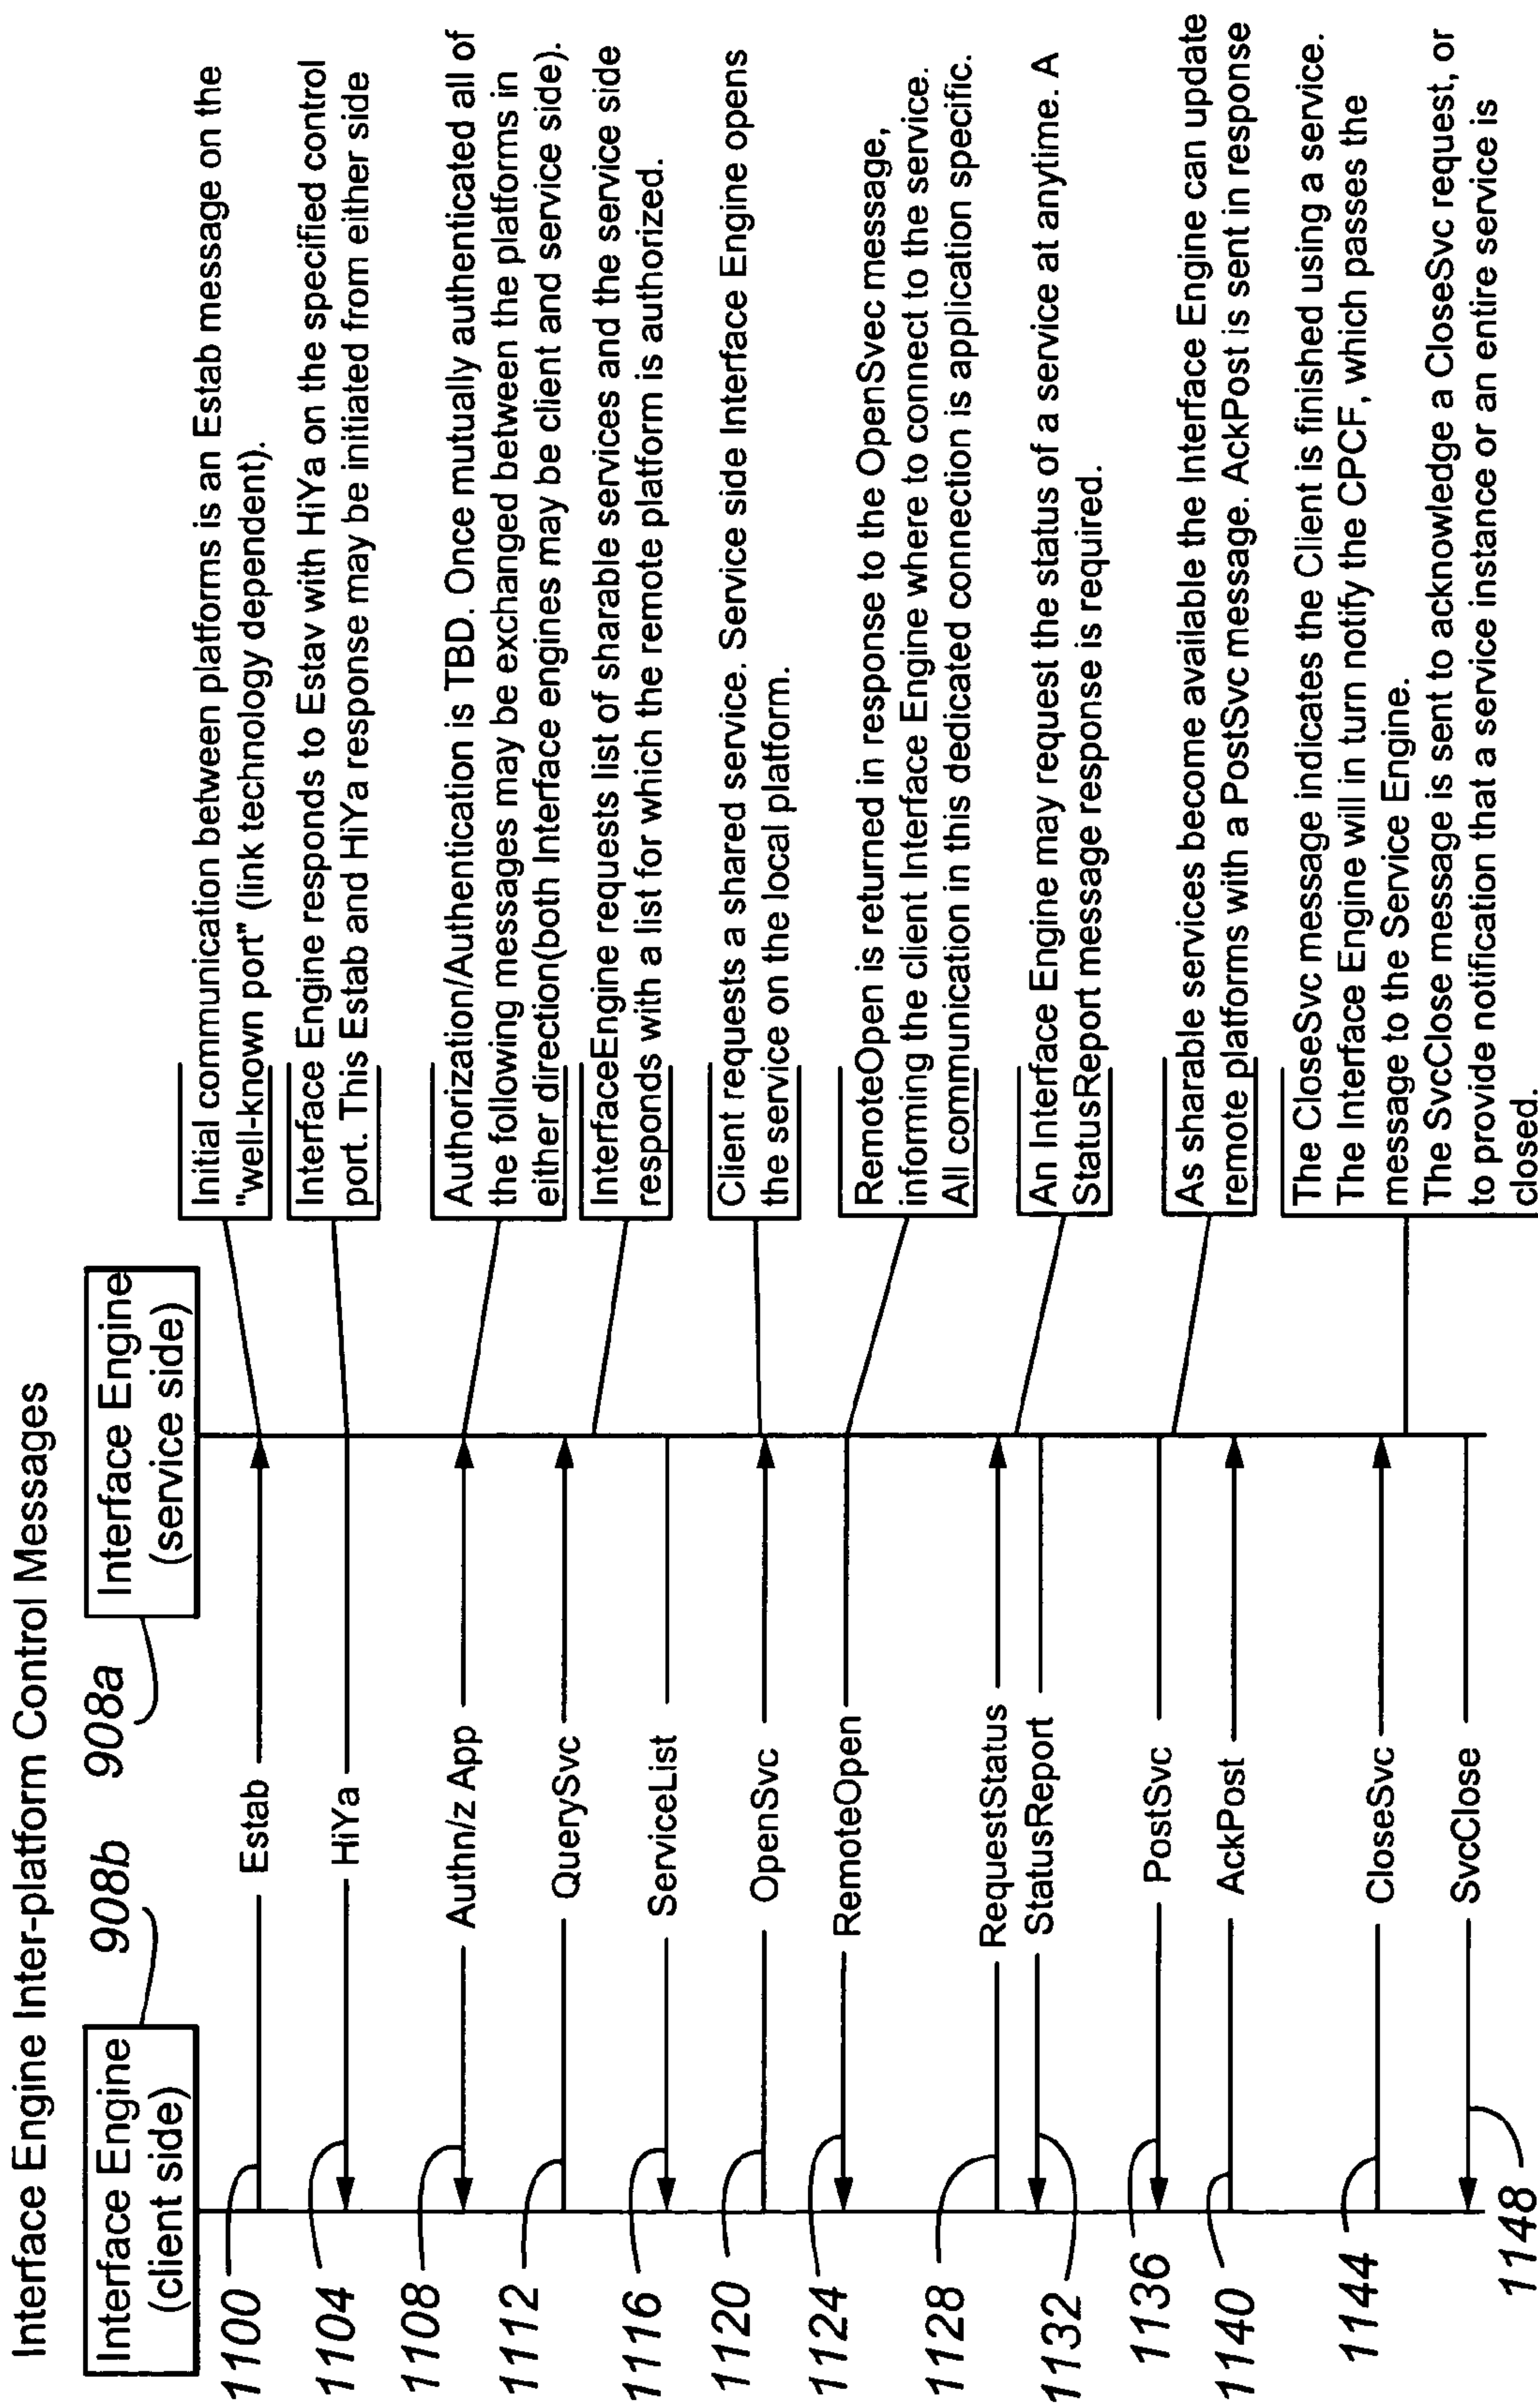 Interface Engine Inter-platform Control Messages
Interface Engine
(client side)
908b
908a
Interface Engine
(service side)
1100
Estab
Initial communication between platforms is an Estab message on the
"well-known port" (link technology dependent).
1104
HiYa
Interface Engine responds to Estav with HiYa on the specified control
port. This Estab and HiYa response may be initiated from either side
1108
Authn/z App
Authorization/Authentication is TBD. Once mutually authenticated all of
the following messages may be exchanged between the platforms in
either direction(both Interface engines may be client and service side).
1112
QuerySvc
InterfaceEngine requests list of sharable services and the service side
responds with a list for which the remote platform is authorized.
1116
ServiceList
1120
OpenSvc
Client requests a shared service. Service side Interface Engine opens
the service on the local platform.
1124
RemoteOpen
RemoteOpen is returned in response to the OpenSvec message,
informing the client Interface Engine where to connect to the service.
All communication in this dedicated connection is application specific.
1128
RequestStatus
An Interface Engine may request the status of a service at anytime. A
StatusReport message response is required.
1132
StatusReport
1136
PostSvc
As sharable services become available the Interface Engine can update
remote platforms with a PostSvc message. AckPost is sent in response
1140
AckPost
1144
CloseSvc
The CloseSvc message indicates the Client is finished using a service.
The Interface Engine will in turn notify the CPCF, which passes the
message to the Service Engine.
The SvcClose message is sent to acknowledge a CloseSvc request, or
to provide notification that a service instance or an entire service is
closed.
SvcClose
1148